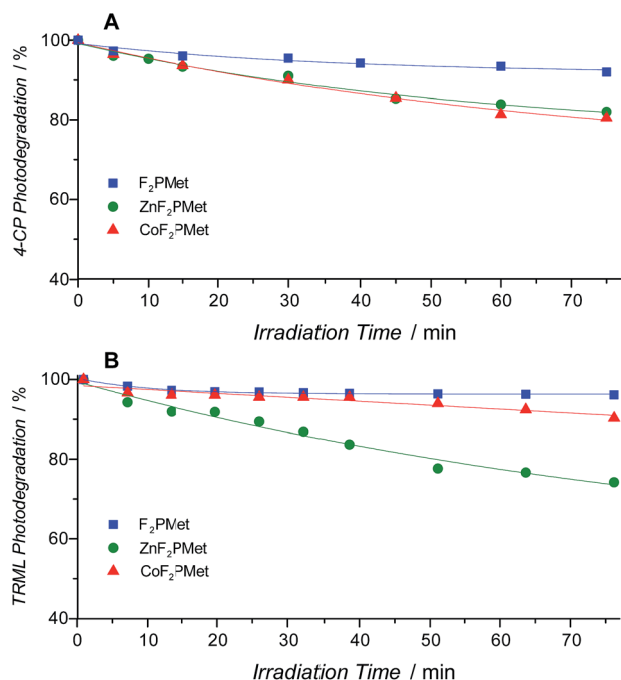 A
4-CP Photodegradation / %
100
80
60
40
F₂PMet
ZnF₂PMet
CoF₂PMet
0 10 20 30 40 50 60 70
Irradiation Time / min
B
TRML Photodegradation / %
100
80
60
40
F₂PMet
ZnF₂PMet
CoF₂PMet
0 10 20 30 40 50 60 70
Irradiation Time / min